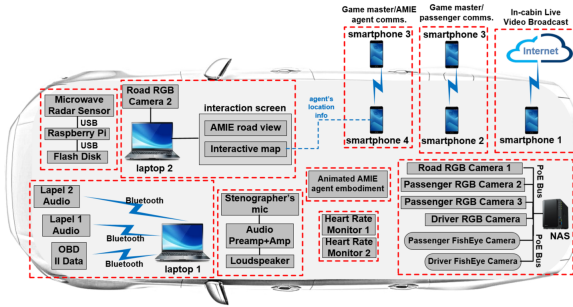 Game master/AMIE
agent comms.
smartphone 3
Game master/
passenger comms.
smartphone 3
In-cabin Live
Video Broadcast
Internet
smartphone 4
smartphone 2
smartphone 1
agent's
location
info
Microwave
Radar Sensor
USB
Raspberry Pi
USB
Flash Disk
Road RGB
Camera 2
laptop 2
interaction screen
AMIE road view
Interactive map
Lapel 2
Audio
Bluetooth
Lapel 1
Audio
Bluetooth
OBD
II Data
Bluetooth
laptop 1
Stenographer's
mic
Audio
Preamp+Amp
Loudspeaker
Animated AMIE
agent embodiment
Heart Rate
Monitor 1
Heart Rate
Monitor 2
Road RGB Camera 1
Passenger RGB Camera 2
Passenger RGB Camera 3
Driver RGB Camera
Passenger FishEye Camera
Driver FishEye Camera
PoE Bus
PoE Bus
NAS